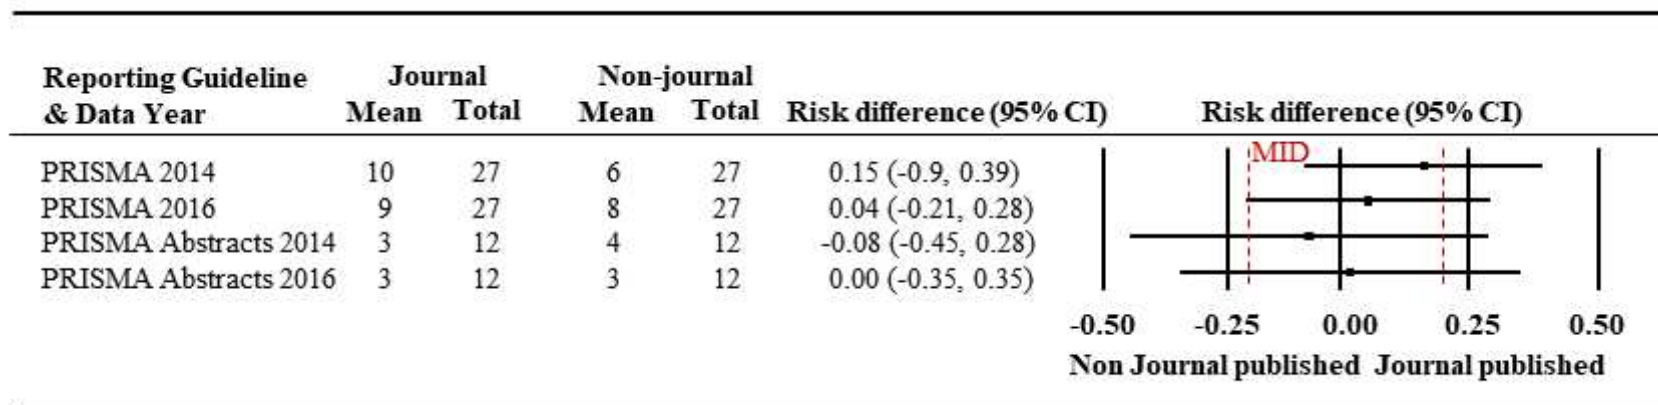 Reporting Guideline Journal Non-journal
& Data Year Mean Total Mean Total Risk difference (95% CI) Risk difference (95% CI)
MID
PRISMA 2014 10 27 6 27 0.15 (-0.9, 0.39)
PRISMA 2016 9 27 8 27 0.04 (-0.21, 0.28)
PRISMA Abstracts 2014 3 12 4 12 -0.08 (-0.45, 0.28)
PRISMA Abstracts 2016 3 12 3 12 0.00 (-0.35, 0.35)
-0.50 -0.25 0.00 0.25 0.50
Non Journal published Journal published